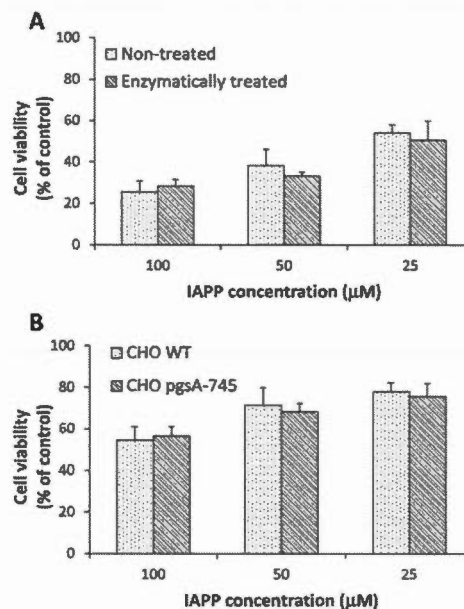 A
100
80
60
40
20
0
Cell viability
(% of control)
Non-treated
Enzymatically treated
100 50 25
IAPP concentration (µM)
B
100
80
60
40
20
0
Cell viability
(% of control)
CHO WT
CHO pgsA-745
100 50 25
IAPP concentration (µM)